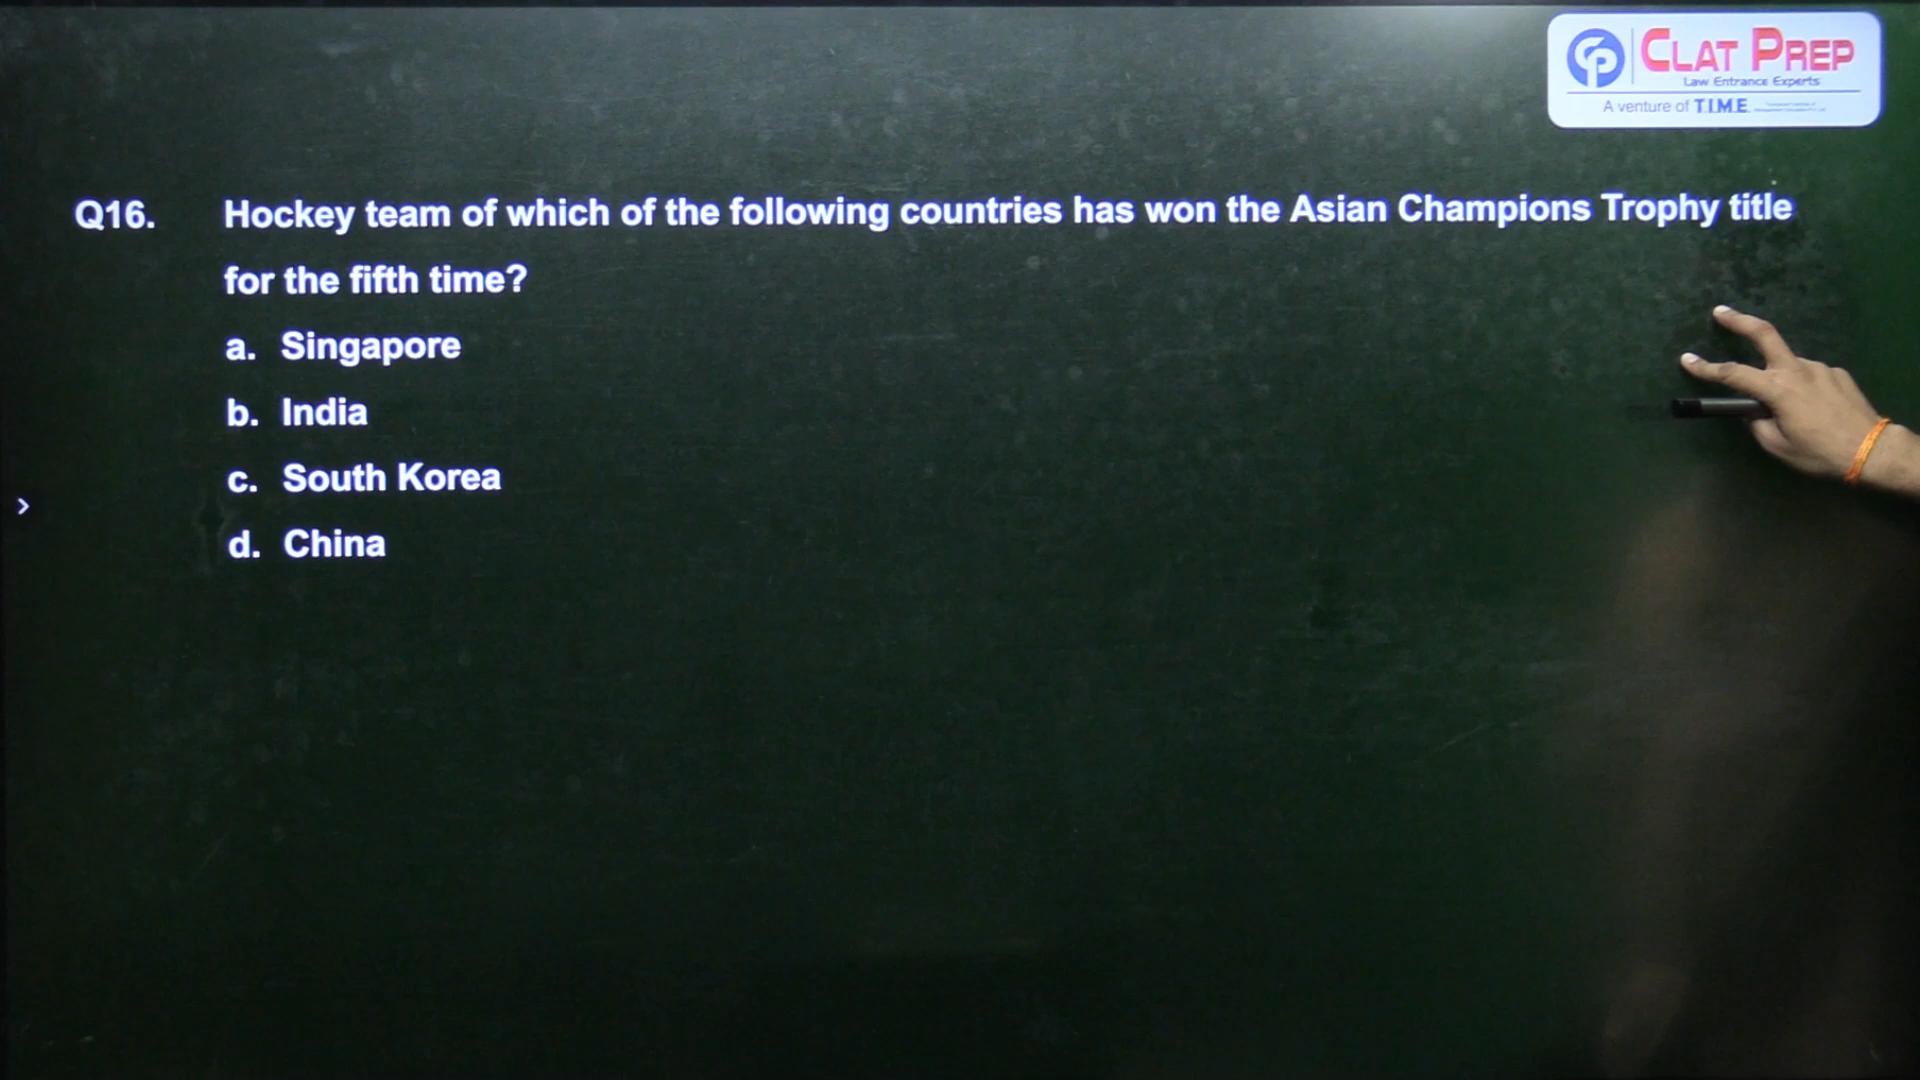 CLAT PREP
Law Entrance Experts
A venture of T.I.M.E.
Q16. Hockey team of which of the following countries has won the Asian Champions Trophy title
for the fifth time?
a. Singapore
b. India
c. South Korea
d. China